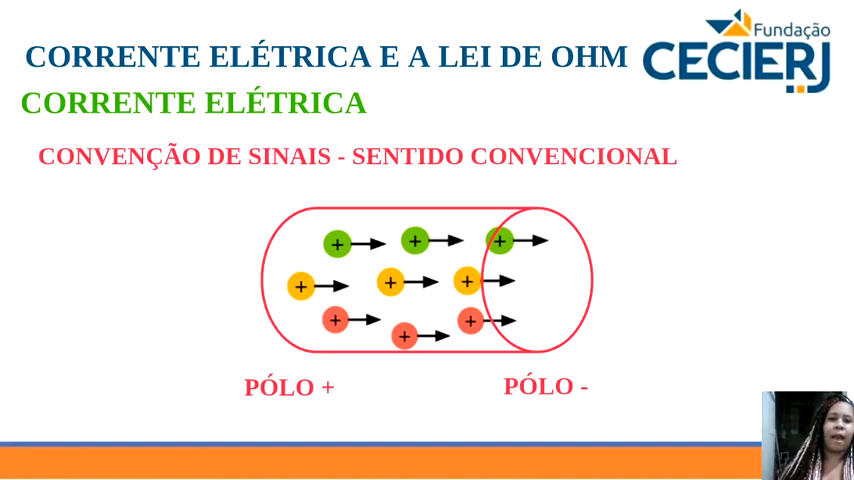 CORRENTE ELÉTRICA E A LEI DE OHM
Fundação
CECIERJ
CORRENTE ELÉTRICA
CONVENÇÃO DE SINAIS - SENTIDO CONVENCIONAL
+ + +
+ + +
+ + +
PÓLO + PÓLO -